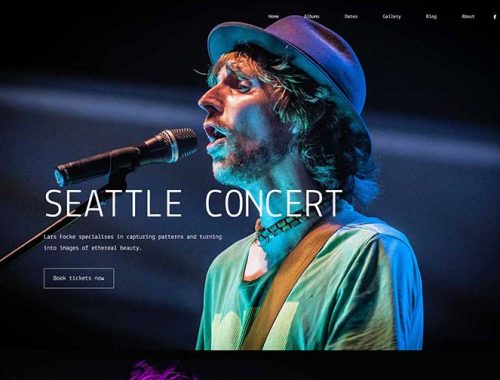 Home Albums Dates Gallery Blog About f
SEATTLE CONCERT
Lars Focke specialises in capturing patterns and turning
into images of ethereal beauty.
Book tickets now